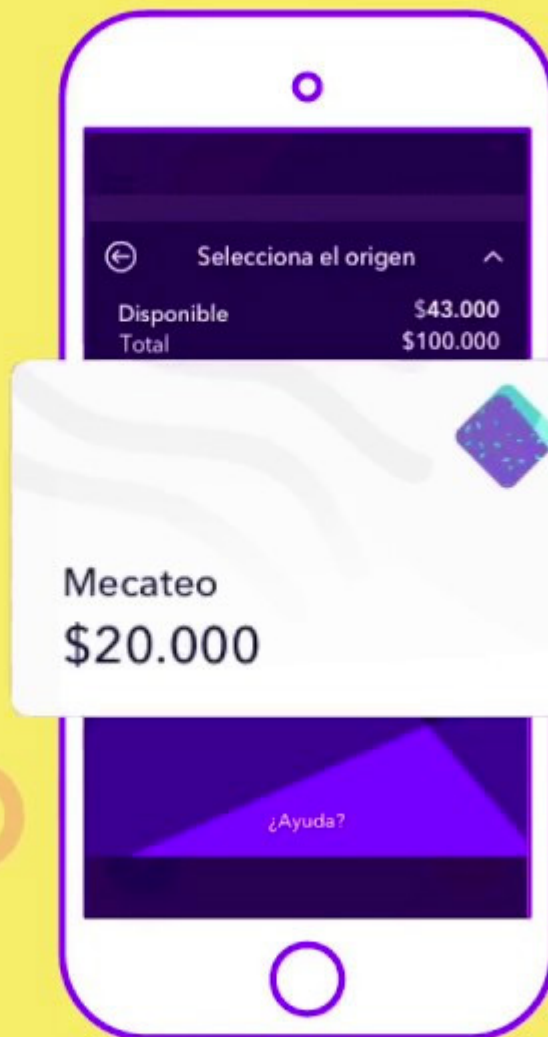 Selecciona el origen
Disponible $43.000
Total $100.000
Mecateo
$20.000
¿Ayuda?